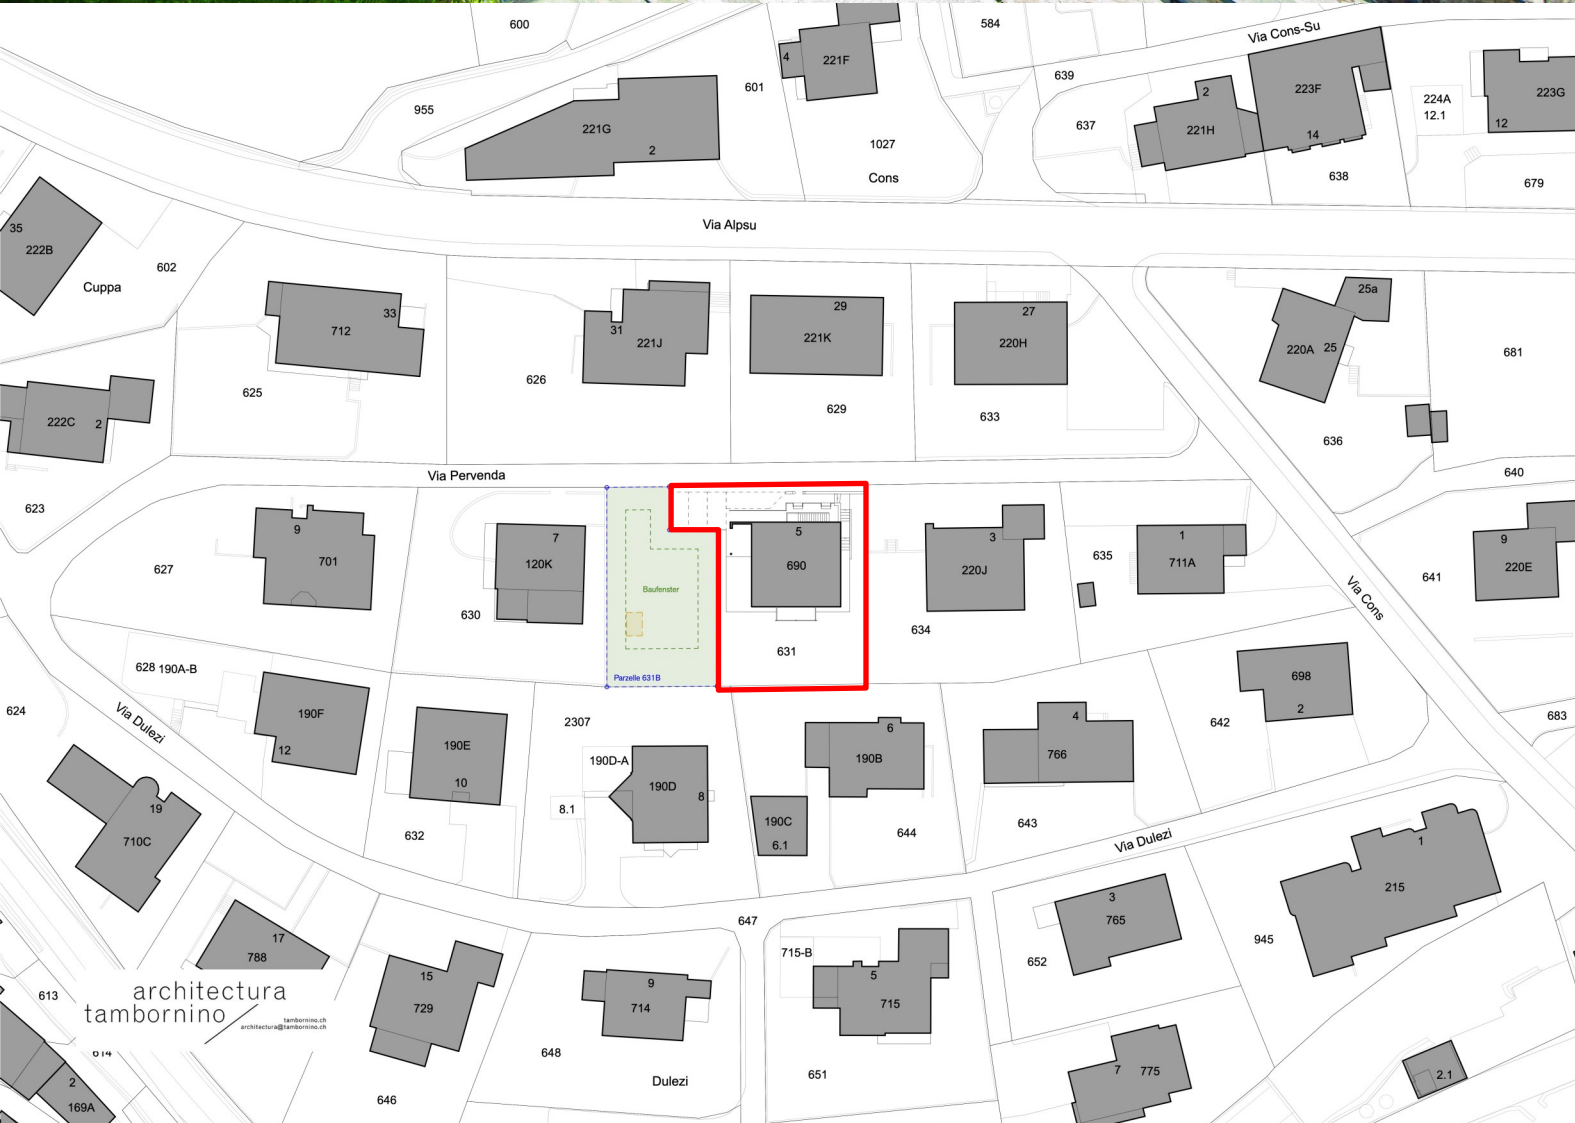 600
584
Via Cons-Su
4
221F
639
601
2
223F
224A
12.1
223G
955
221G
637
221H
14
12
2
1027
Cons
638
679
Via Alpsu
35
222B
602
Cuppa
25a
33
712
31
221J
29
221K
27
220H
220A
25
681
625
626
629
633
222C
2
636
Via Pervenda
640
623
9
701
7
120K
5
690
3
220J
635
1
711A
9
220E
627
Baufenster
641
Via Cons
630
634
631
628
190A-B
Parzelle 631B
698
2
624
Via Dulezi
190F
12
2307
4
766
642
683
190E
10
190D-A
190D
8
6
190B
19
710C
8.1
190C
6.1
632
644
643
Via Dulezi
1
215
17
788
647
3
765
945
715-B
652
15
729
9
714
5
715
613
architectura
tambornino
tambornino.ch
architectura@tambornino.ch
614
648
651
7
775
2.1
2
169A
646
Dulezi